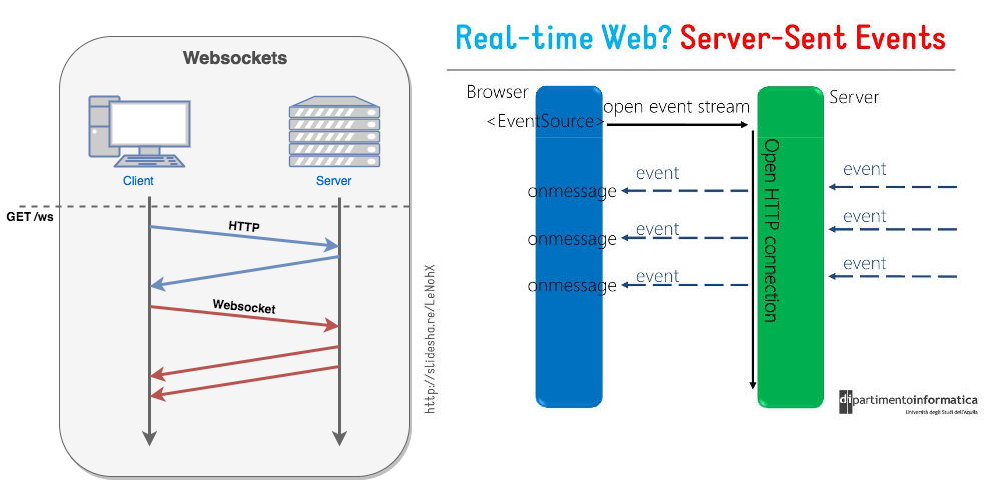 Websockets
Client
Server
GET /ws
HTTP
Websocket
http://slidesha.re/LeNohX
Real-time Web? Server-Sent Events
Browser
<EventSource>
open event stream
Server
Open HTTP connection
event
event
onmessage
event
event
onmessage
event
event
onmessage
dipartimentoinformatica
Università degli Studi dell'Aquila